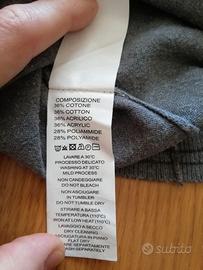 COMPOSIZIONE
36% COTONE
36% COTTON
36% ACRILICO
36% ACRYLIC
28% POLIAMMIDE
28% POLYAMIDE
LAVARE A 30°C
PROCESSO DELICATO
WASHING AT 30°C
MILD PROCESS
NON CANDEGGIARE
DO NOT BLEACH
NON ASCIUGARE IN
TUMBLER
DO NOT TUMBLE DRY
STIRARE A BASSA
TEMPERATURA (110°C)
IRON AT (110°C)
LAVAGGIO A SECCO
DRY CLEANING
ASCIUGATURA IN PIANO
FLAT DRY
LAVARE SEPARATAMENTE
WASH SEPARATELY
subito